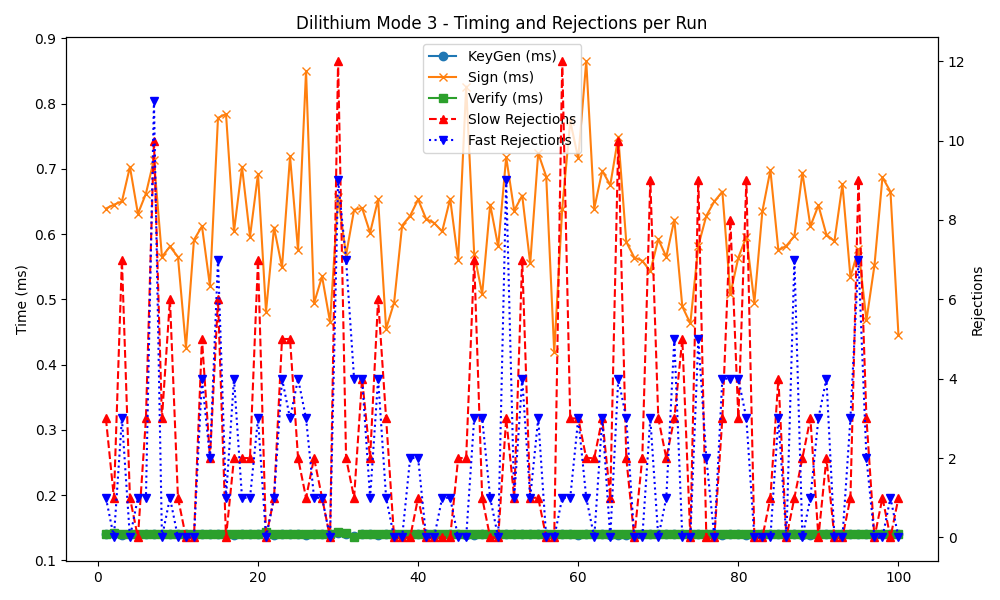 Dilithium Mode 3 - Timing and Rejections per Run
KeyGen (ms)
Sign (ms)
Verify (ms)
Slow Rejections
Fast Rejections
Time (ms)
0.9
0.8
0.7
0.6
0.5
0.4
0.3
0.2
0.1
12
10
8
6
4
2
0
Rejections
0
20
40
60
80
100